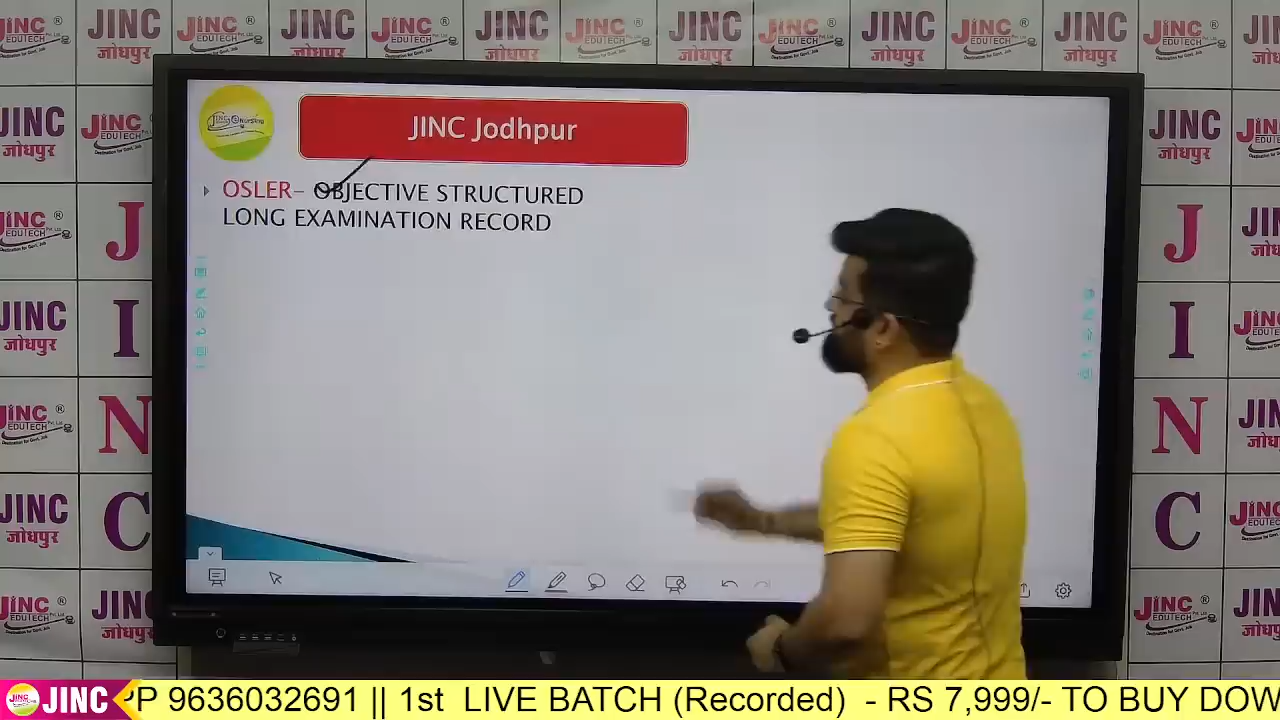 JINC Jodhpur
OSLER- OBJECTIVE STRUCTURED
LONG EXAMINATION RECORD
JINC
जोधपुर
JINC
EDUTECH
J
I
N
C
JINC P 9636032691 || 1st LIVE BATCH (Recorded) - RS 7,999/- TO BUY DOW